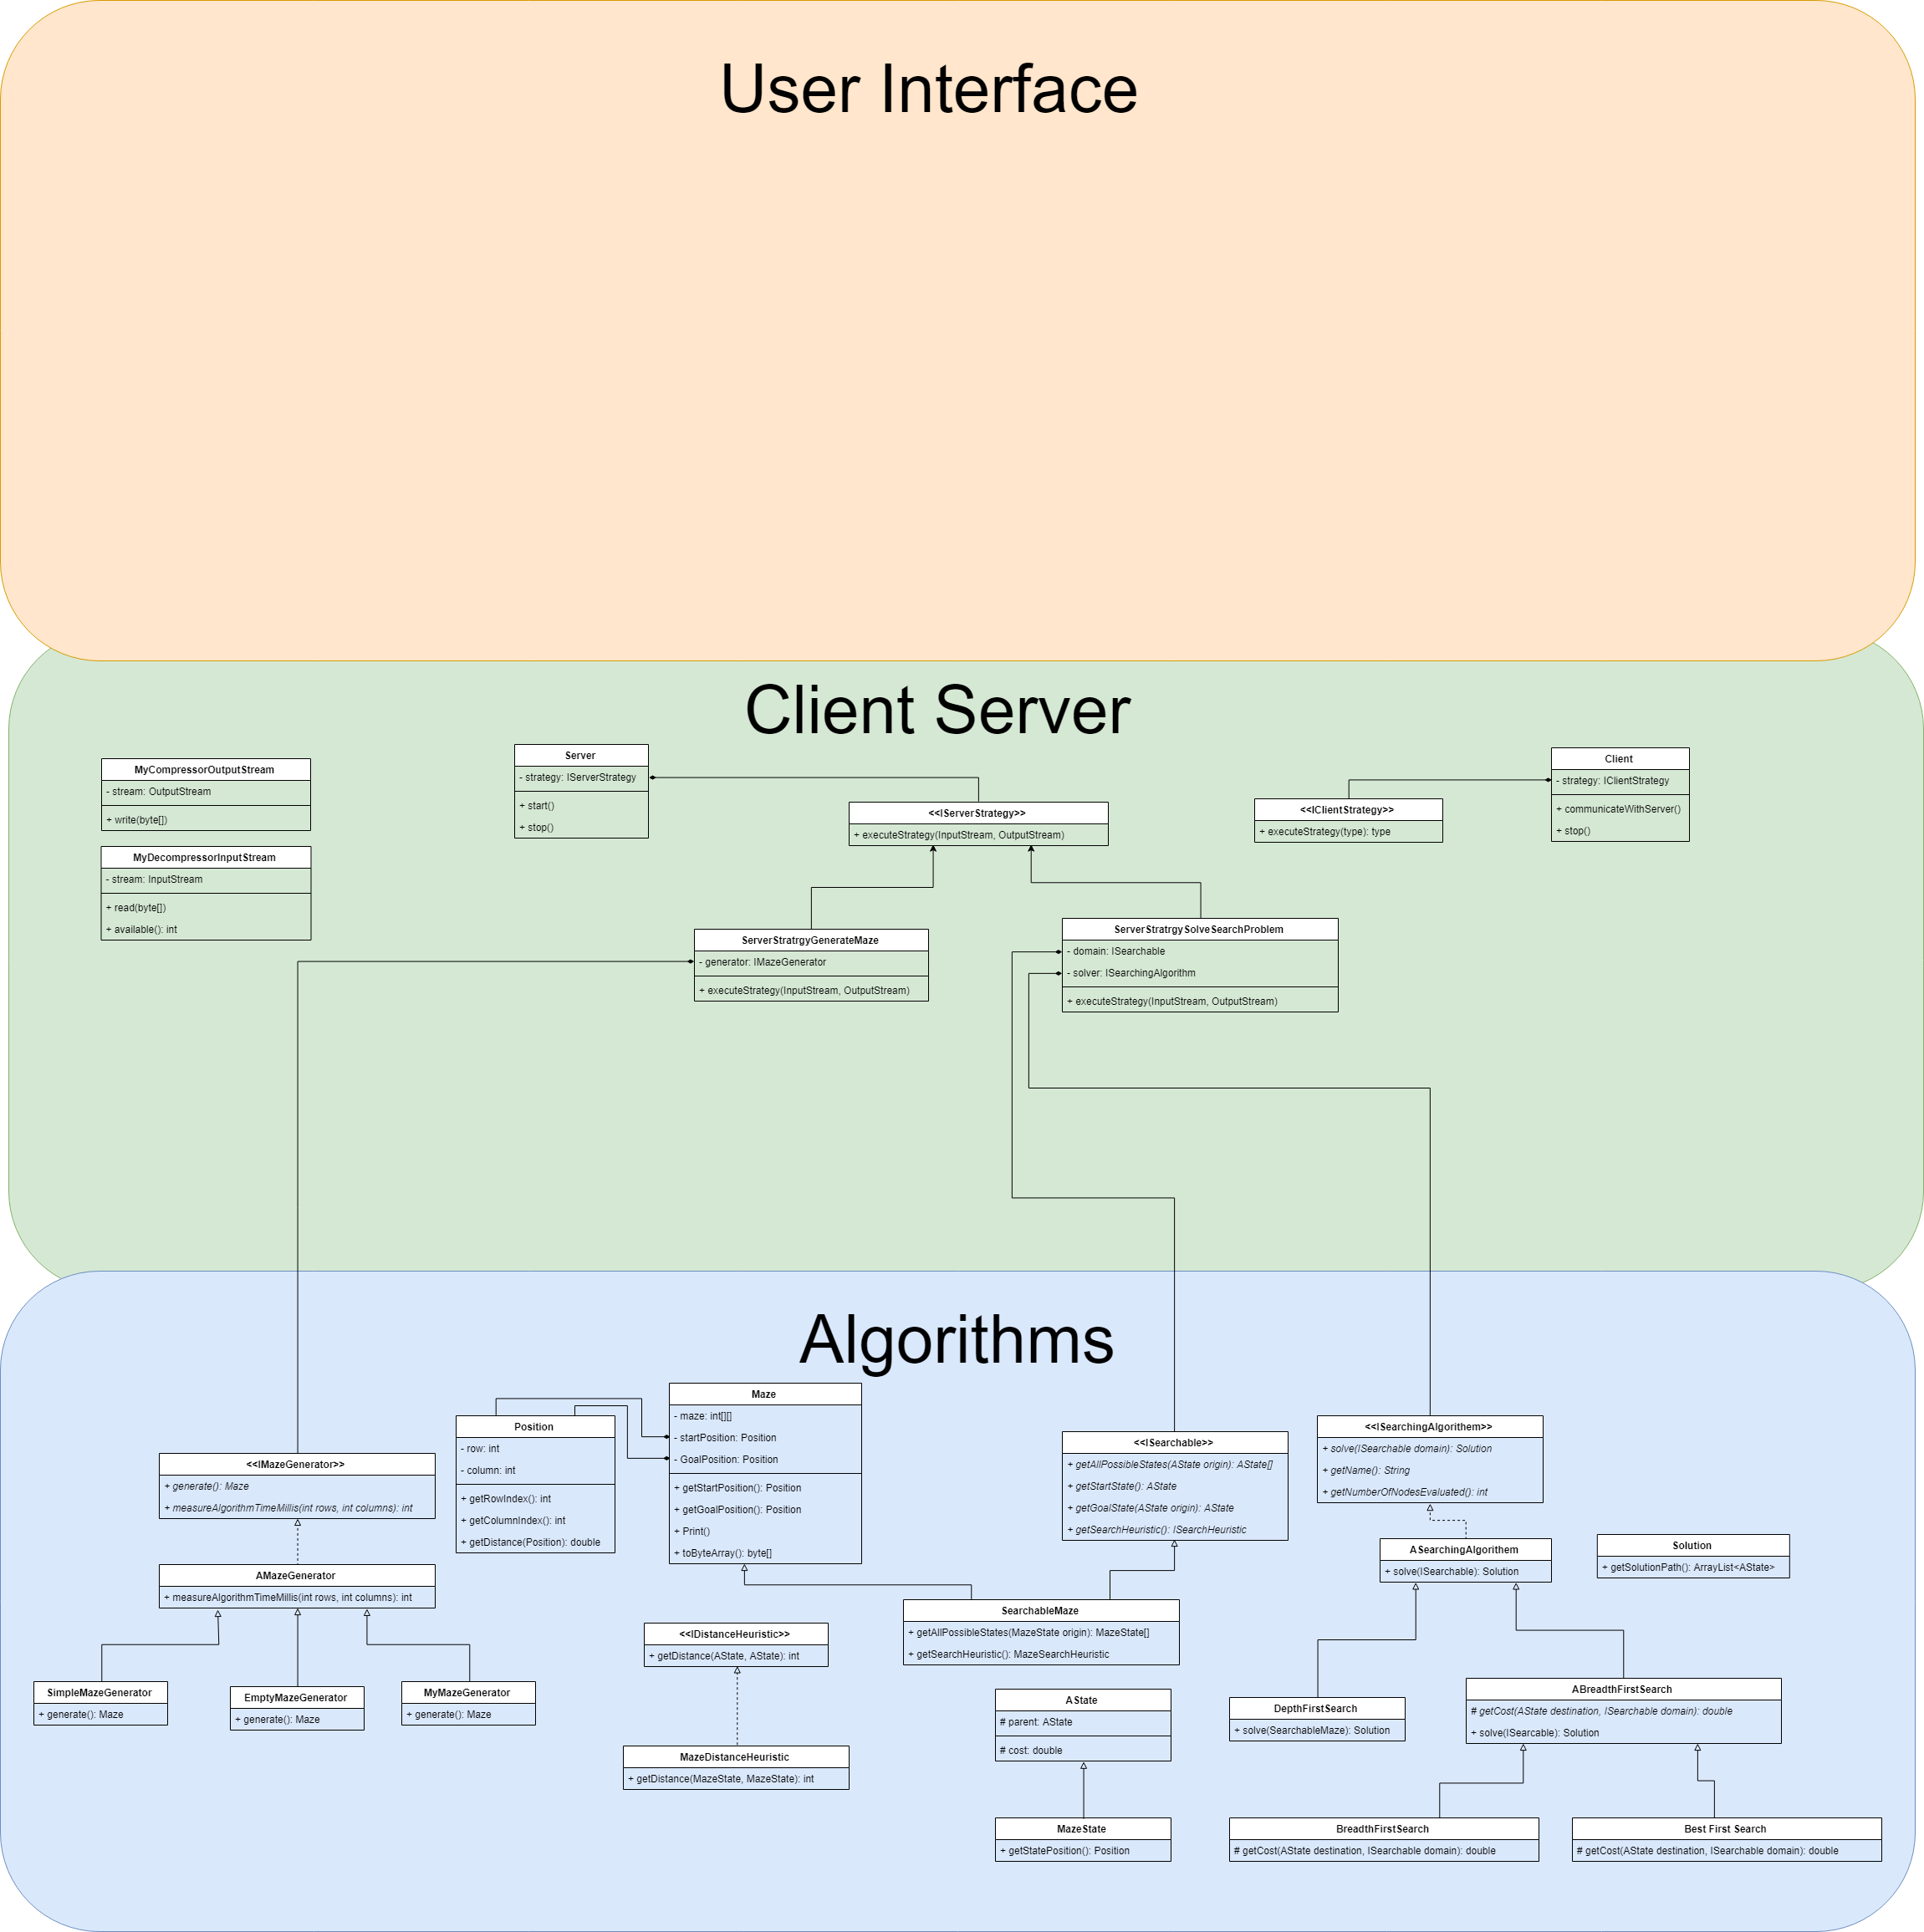 User Interface
Client Server
MyCompressorOutputStream
- stream: OutputStream
+ write(byte[])
MyDecompressorInputStream
- stream: InputStream
+ read(byte[])
+ available(): int
Server
- strategy: IServerStrategy
+ start()
+ stop()
<<IServerStrategy>>
+ executeStrategy(InputStream, OutputStream)
<<IClientStrategy>>
+ executeStrategy(type): type
Client
- strategy: IClientStrategy
+ communicateWithServer()
+ stop()
ServerStratrgyGenerateMaze
- generator: IMazeGenerator
+ executeStrategy(InputStream, OutputStream)
ServerStratrgySolveSearchProblem
- domain: ISearchable
- solver: ISearchingAlgorithm
+ executeStrategy(InputStream, OutputStream)
Algorithms
<<IMazeGenerator>>
+ generate(): Maze
+ measureAlgorithmTimeMillis(int rows, int columns): int
AMazeGenerator
+ measureAlgorithmTimeMillis(int rows, int columns): int
SimpleMazeGenerator
+ generate(): Maze
EmptyMazeGenerator
+ generate(): Maze
MyMazeGenerator
+ generate(): Maze
Position
- row: int
- column: int
+ getRowIndex(): int
+ getColumnIndex(): int
+ getDistance(Position): double
Maze
- maze: int[][]
- startPosition: Position
- GoalPosition: Position
+ getStartPosition(): Position
+ getGoalPosition(): Position
+ Print()
+ toByteArray(): byte[]
<<IDistanceHeuristic>>
+ getDistance(AState, AState): int
MazeDistanceHeuristic
+ getDistance(MazeState, MazeState): int
<<ISearchable>>
+ getAllPossibleStates(AState origin): AState[]
+ getStartState(): AState
+ getGoalState(AState origin): AState
+ getSearchHeuristic(): ISearchHeuristic
SearchableMaze
+ getAllPossibleStates(MazeState origin): MazeState[]
+ getSearchHeuristic(): MazeSearchHeuristic
AState
# parent: AState
# cost: double
MazeState
+ getStatePosition(): Position
<<ISearchingAlgorithem>>
+ solve(ISearchable domain): Solution
+ getName(): String
+ getNumberOfNodesEvaluated(): int
ASearchingAlgorithem
+ solve(ISearchable): Solution
Solution
+ getSolutionPath(): ArrayList<AState>
DepthFirstSearch
+ solve(SearchableMaze): Solution
ABreadthFirstSearch
# getCost(AState destination, ISearchable domain): double
+ solve(ISearcable): Solution
BreadthFirstSearch
# getCost(AState destination, ISearchable domain): double
Best First Search
# getCost(AState destination, ISearchable domain): double